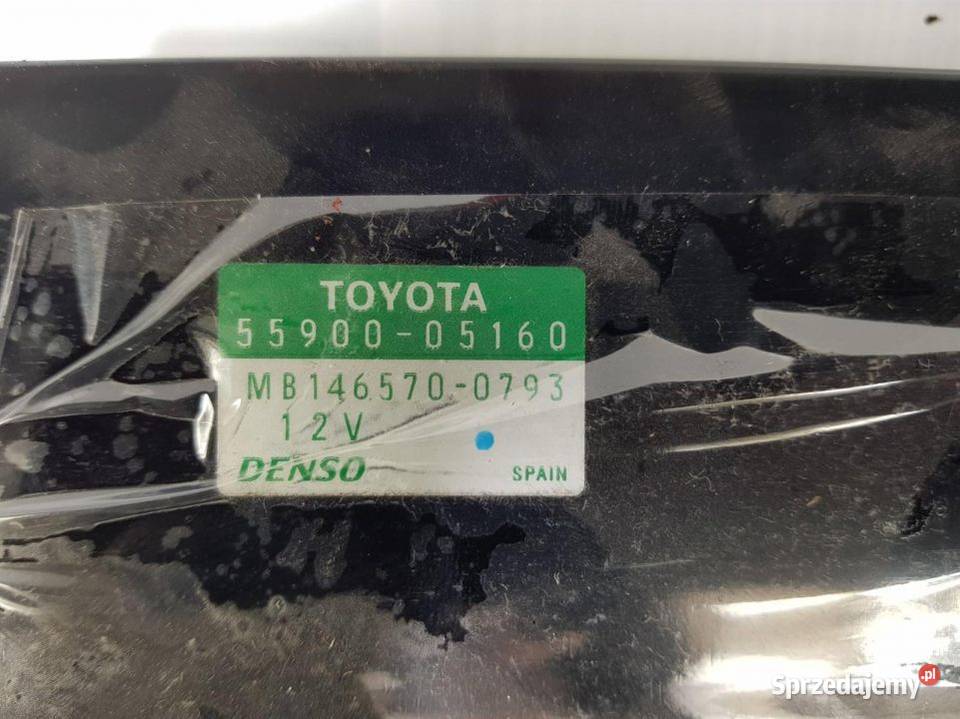 TOYOTA
55900-05160
MB146570-0793
12V
DENSO SPAIN
Sprzedajemy.pl